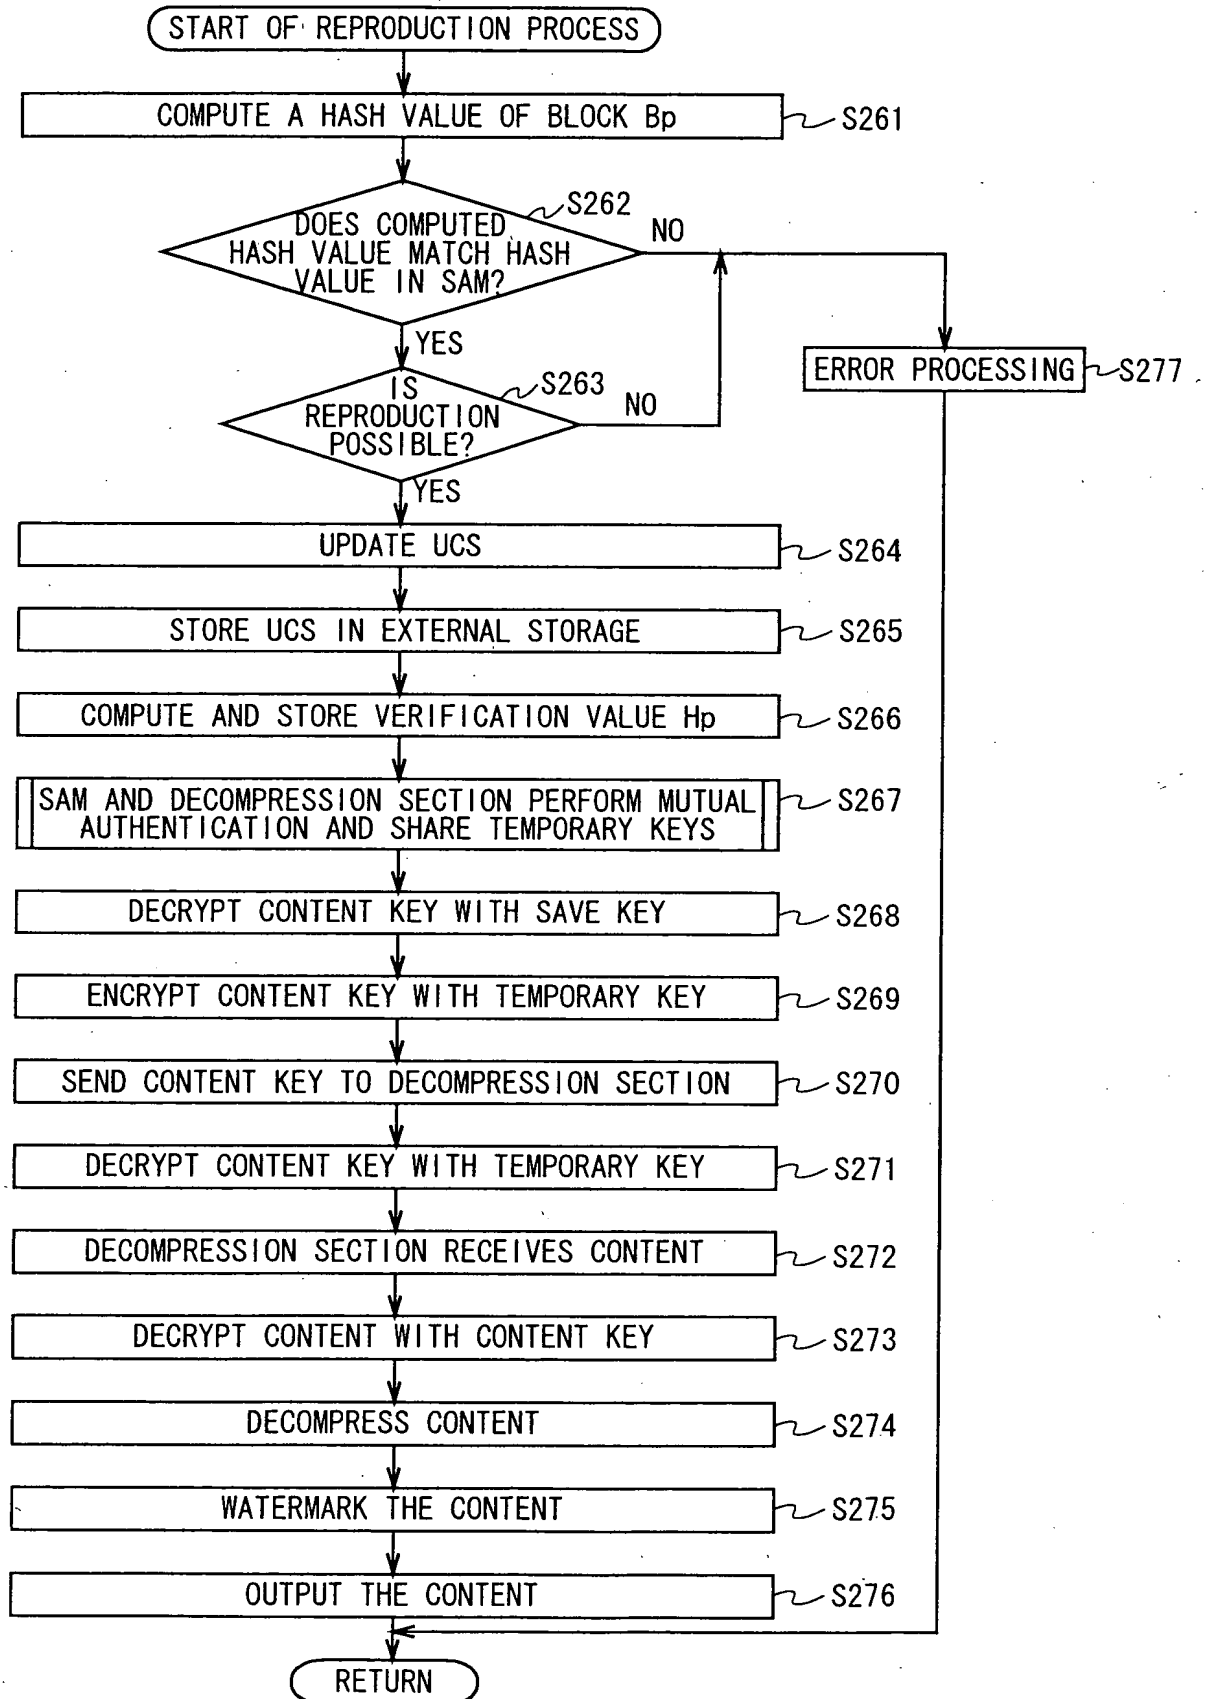 START OF REPRODUCTION PROCESS
COMPUTE A HASH VALUE OF BLOCK Bp
S261
S262
DOES COMPUTED
HASH VALUE MATCH HASH
VALUE IN SAM?
NO
YES
ERROR PROCESSING
S277
S263
IS
REPRODUCTION
POSSIBLE?
NO
YES
UPDATE UCS
S264
STORE UCS IN EXTERNAL STORAGE
S265
COMPUTE AND STORE VERIFICATION VALUE Hp
S266
SAM AND DECOMPRESSION SECTION PERFORM MUTUAL
AUTHENTICATION AND SHARE TEMPORARY KEYS
S267
DECRYPT CONTENT KEY WITH SAVE KEY
S268
ENCRYPT CONTENT KEY WITH TEMPORARY KEY
S269
SEND CONTENT KEY TO DECOMPRESSION SECTION
S270
DECRYPT CONTENT KEY WITH TEMPORARY KEY
S271
DECOMPRESSION SECTION RECEIVES CONTENT
S272
DECRYPT CONTENT WITH CONTENT KEY
S273
DECOMPRESS CONTENT
S274
WATERMARK THE CONTENT
S275
OUTPUT THE CONTENT
S276
RETURN